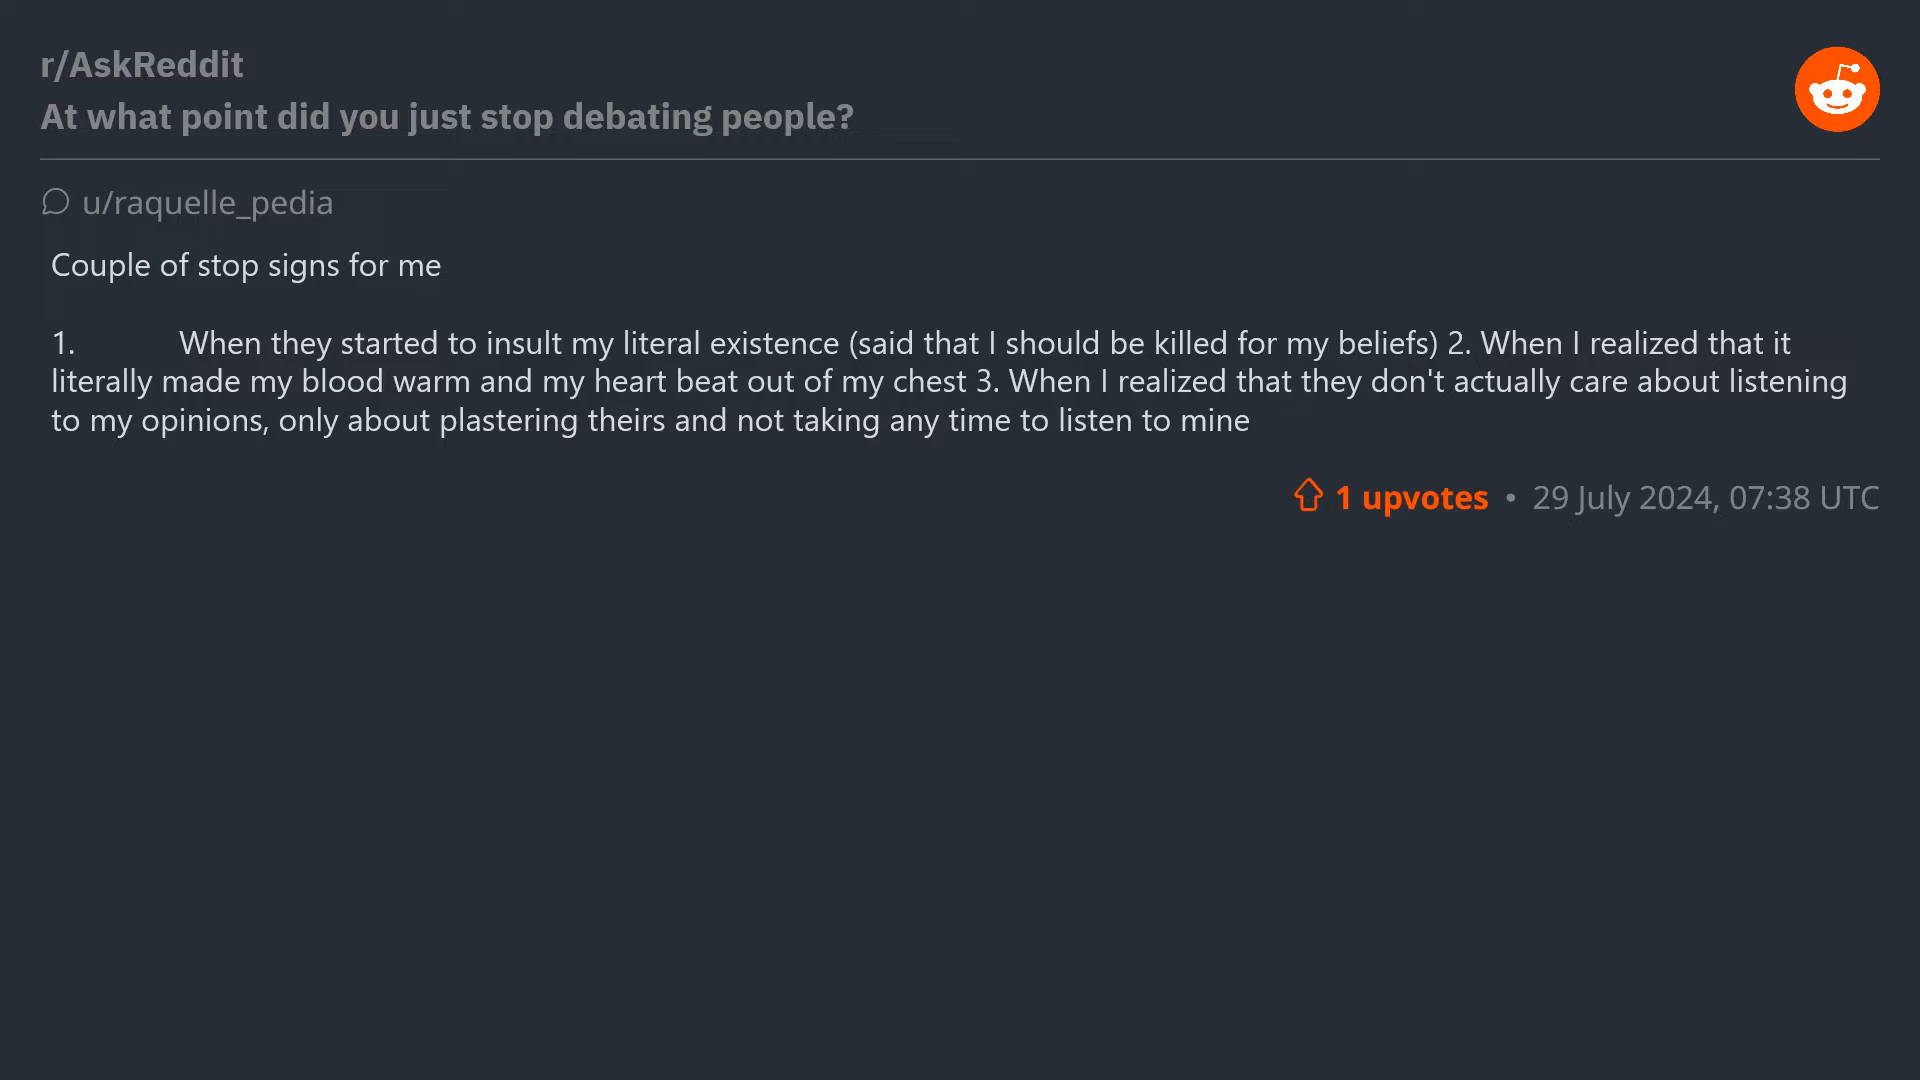 r/AskReddit
At what point did you just stop debating people?
u/raquelle_pedia
Couple of stop signs for me
1. When they started to insult my literal existence (said that I should be killed for my beliefs) 2. When I realized that it
literally made my blood warm and my heart beat out of my chest 3. When I realized that they don't actually care about listening
to my opinions, only about plastering theirs and not taking any time to listen to mine
1 upvotes • 29 July 2024, 07:38 UTC